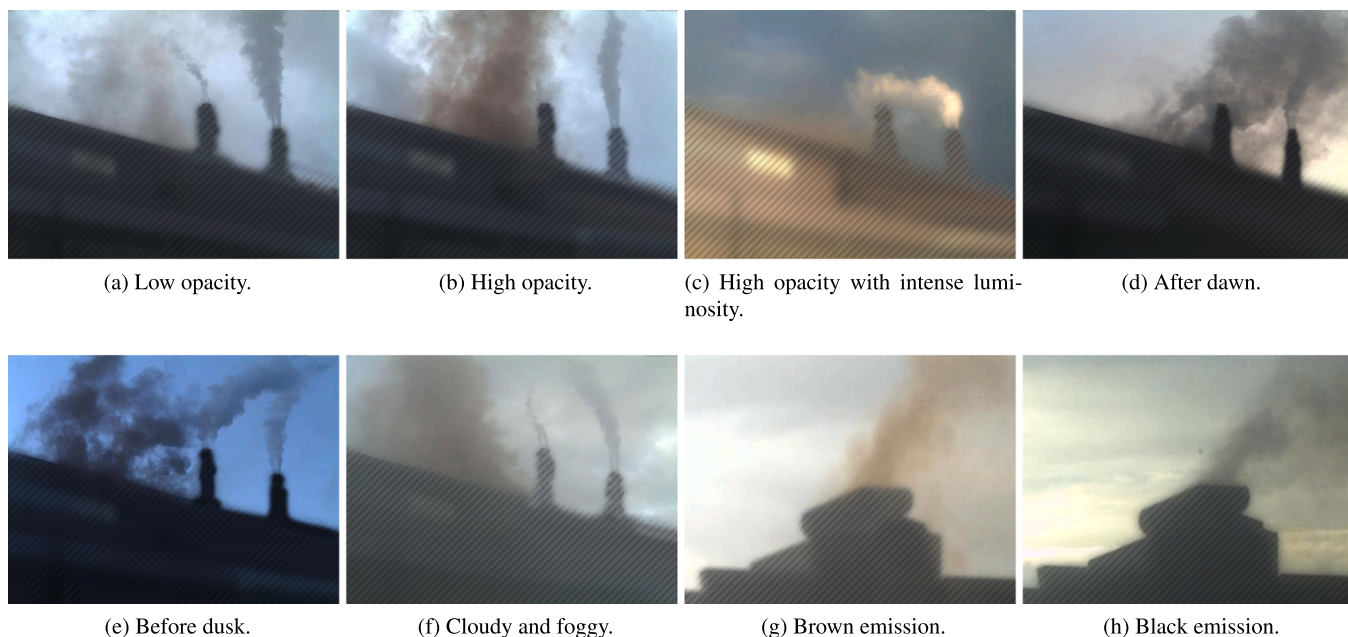 (a) Low opacity.
(b) High opacity.
(c) High opacity with intense lumi-
nosity.
(d) After dawn.
(e) Before dusk.
(f) Cloudy and foggy.
(g) Brown emission.
(h) Black emission.